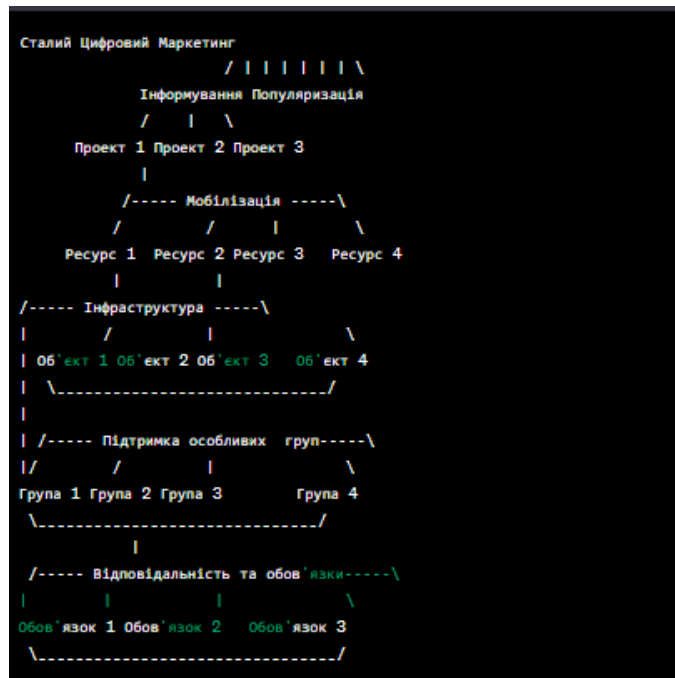 Сталий Цифровий Маркетинг
/ | | | | | | \
Інформування Популяризація
/ | \
Проект 1 Проект 2 Проект 3
|
/----- Мобілізація -----\
/ / | \
Ресурс 1 Ресурс 2 Ресурс 3 Ресурс 4
| |
/----- Інфраструктура -----\
| / | \
| Об'єкт 1 Об'єкт 2 Об'єкт 3 Об'єкт 4
| \____________________________/
|
| /----- Підтримка особливих груп-----\
|/ / | \
Група 1 Група 2 Група 3 Група 4
\____________________________/
|
/----- Відповідальність та обов'язки-----\
| | | \
Обов'язок 1 Обов'язок 2 Обов'язок 3
\______________________________/